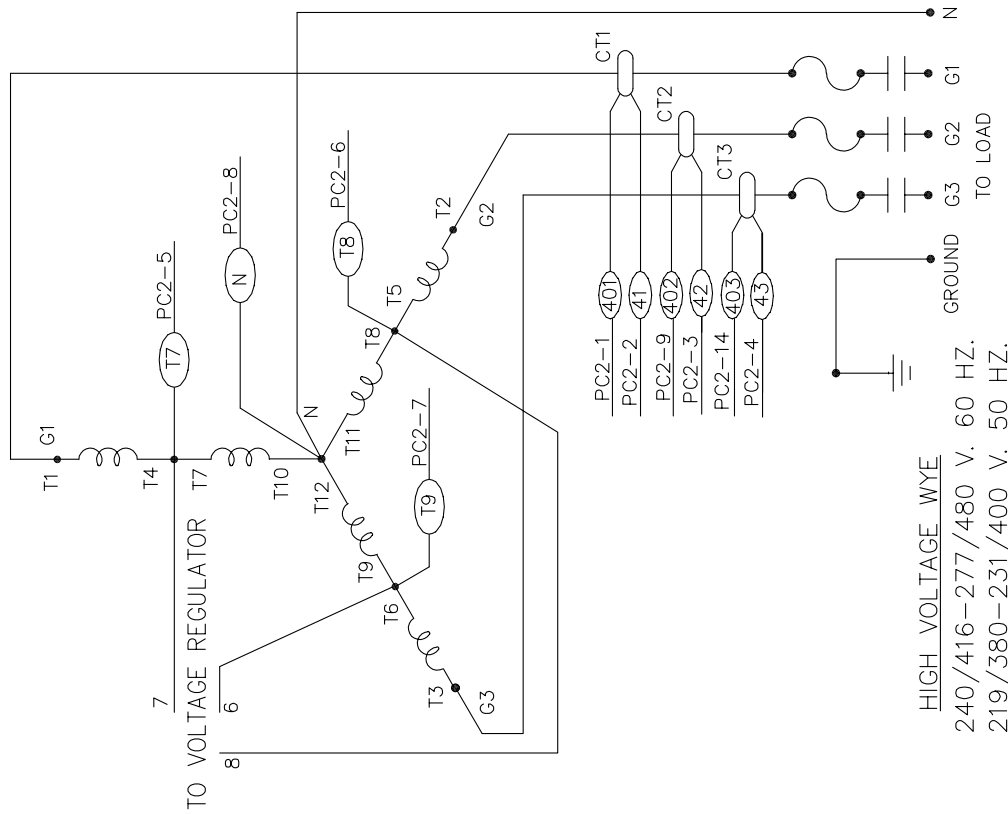 TO VOLTAGE REGULATOR
7
6
8
T1
G1
T4
T7
T10
T7
PC2-5
N
PC2-8
N
T12
T11
T9
T6
T3
G3
T9
PC2-7
T8
T5
T8
PC2-6
T2
G2
CT1
CT2
CT3
PC2-1
401
PC2-2
41
PC2-9
402
PC2-3
42
PC2-14
403
PC2-4
43
GROUND
G3
G2
G1
N
TO LOAD
HIGH VOLTAGE WYE
240/416-277/480 V. 60 HZ.
219/380-231/400 V. 50 HZ.